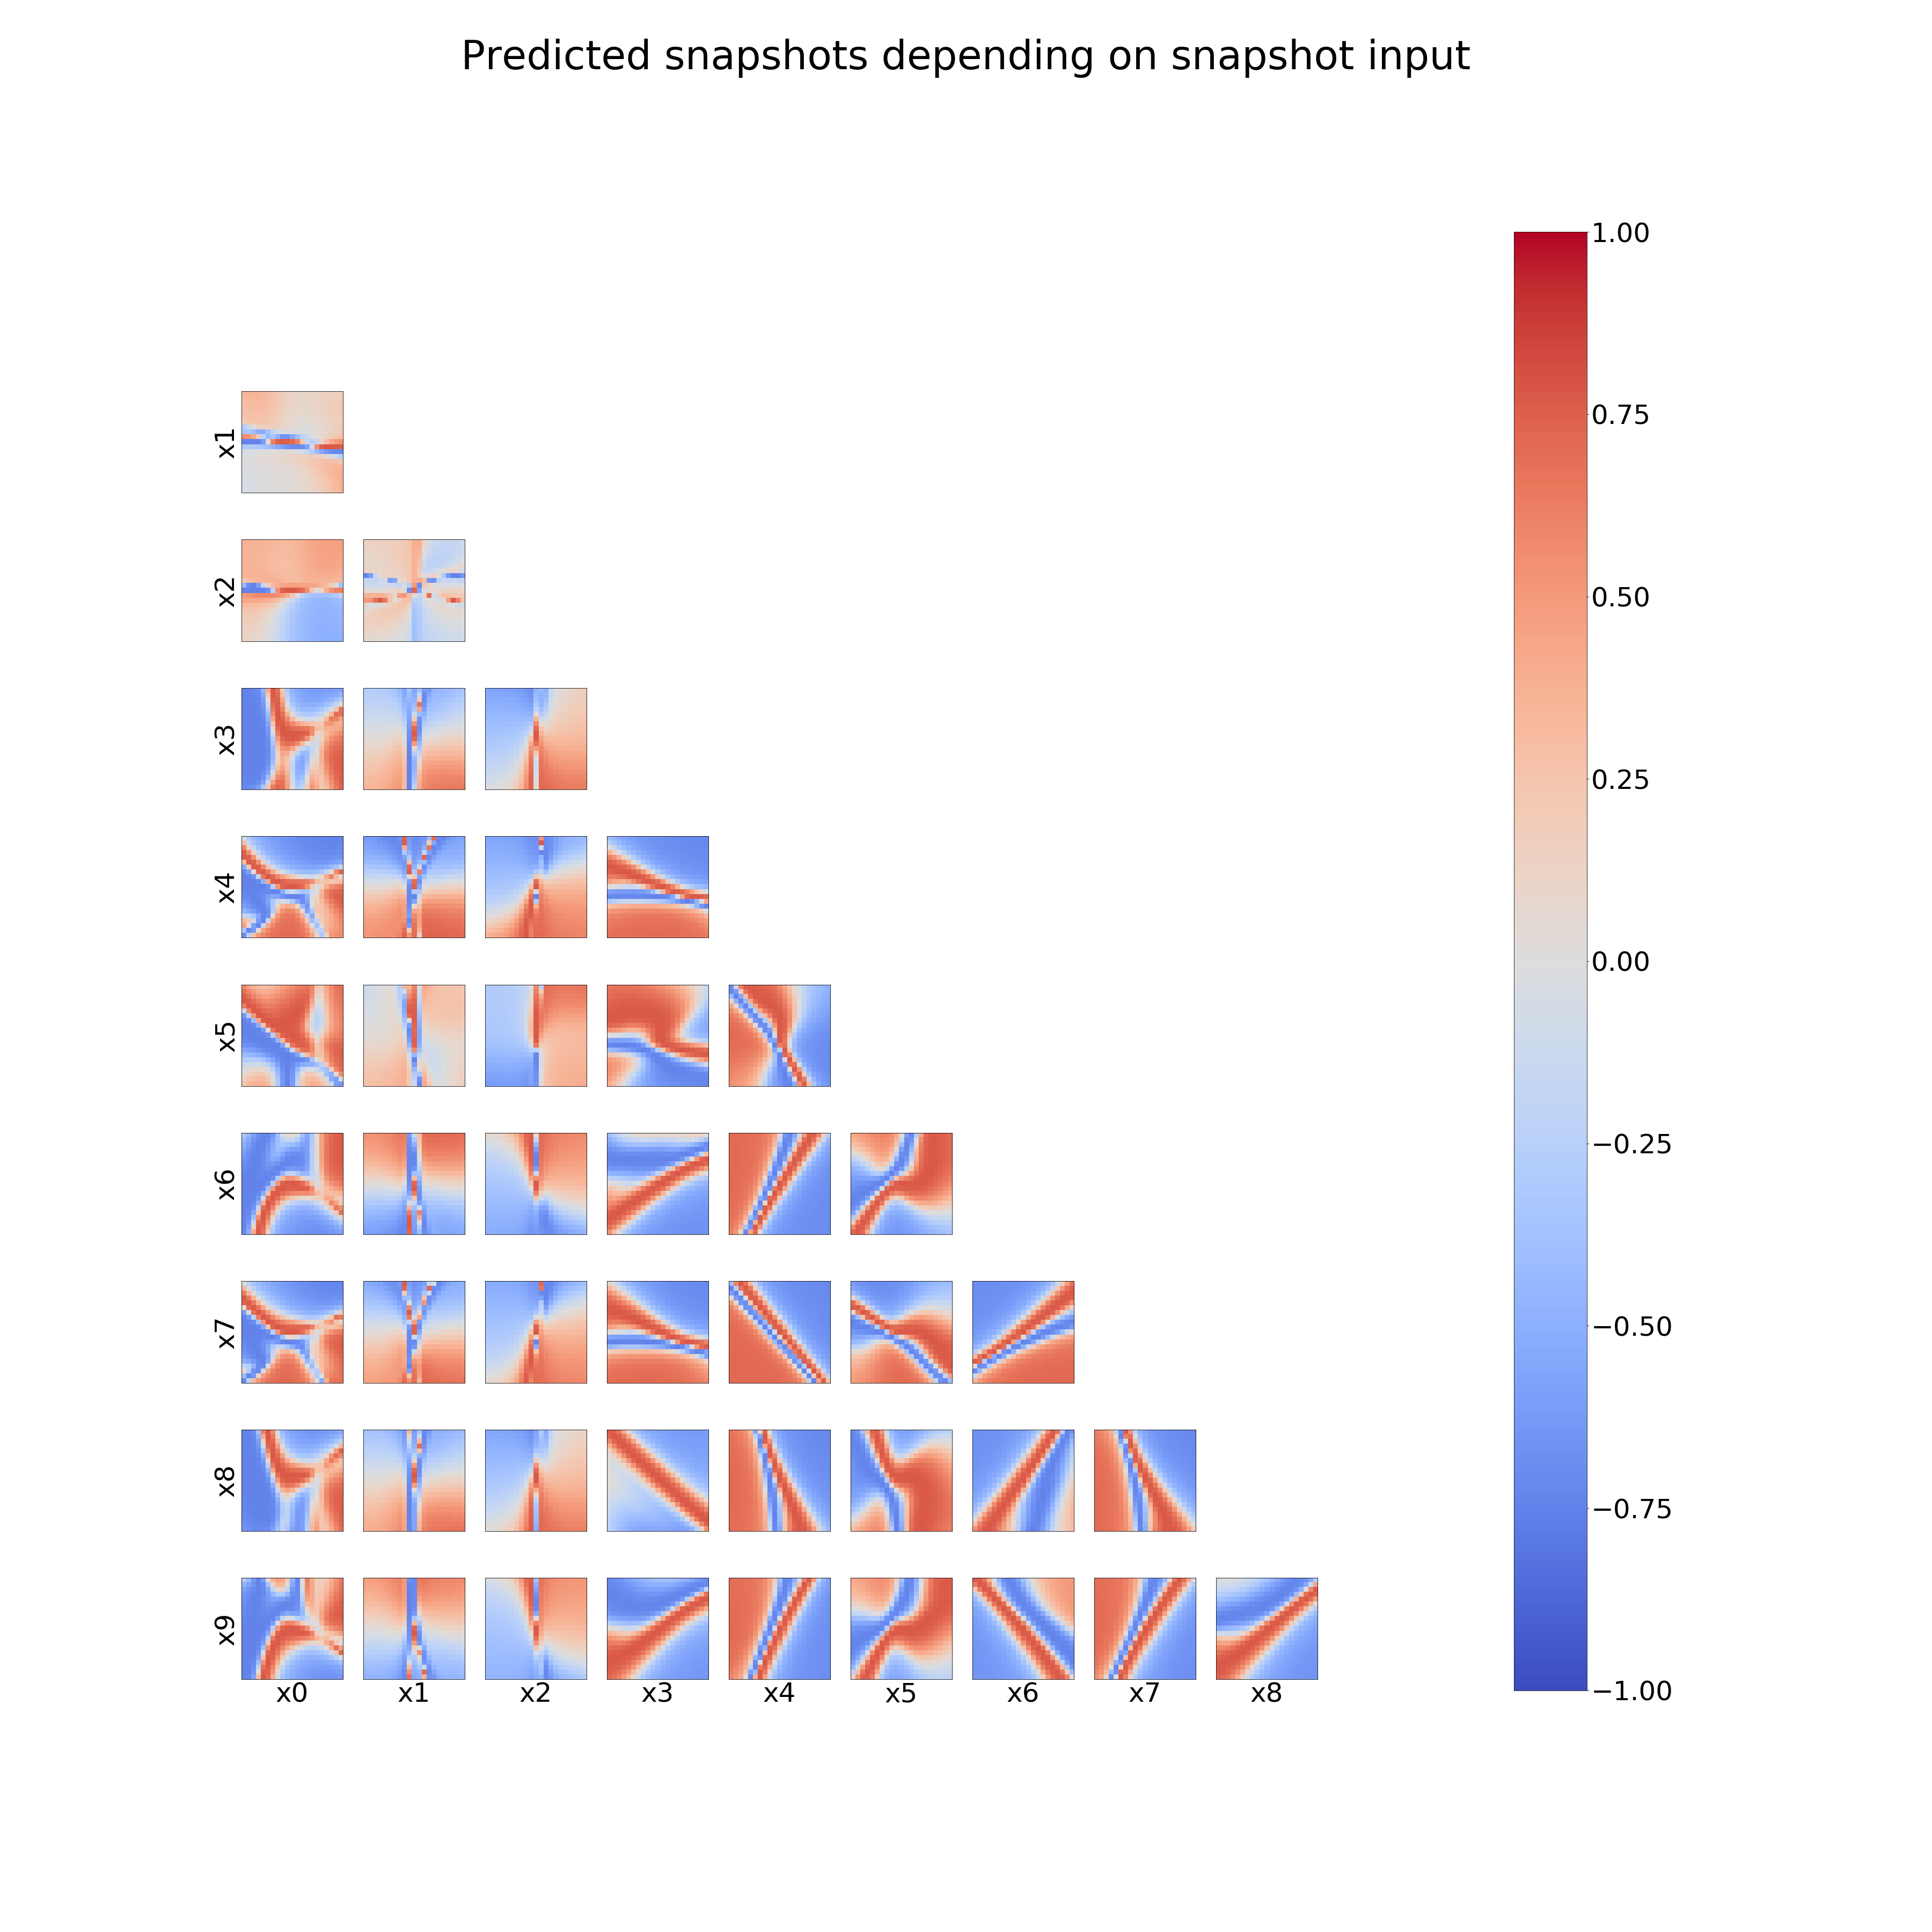 Predicted snapshots depending on snapshot input
1.00
0.75
0.50
0.25
0.00
−0.25
−0.50
−0.75
−1.00
x1
x2
x3
x4
x5
x6
x7
x8
x9
x0 x1 x2 x3 x4 x5 x6 x7 x8